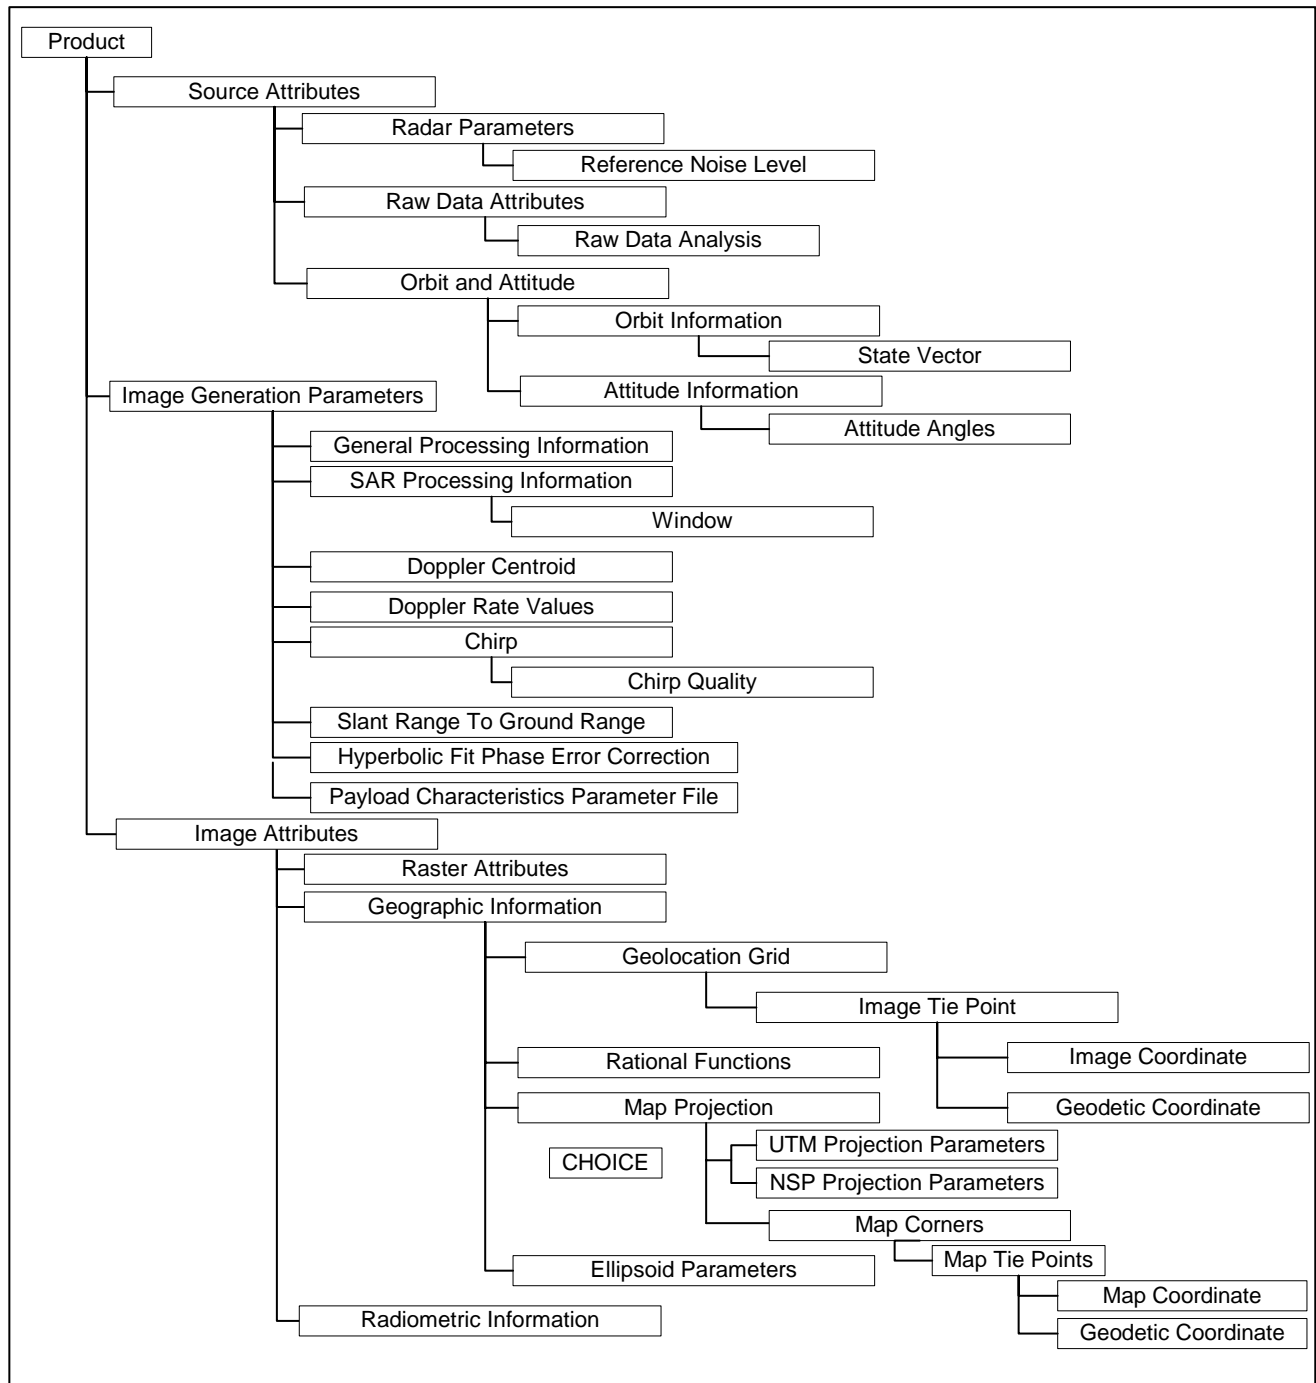 Product
Source Attributes
Radar Parameters
Reference Noise Level
Raw Data Attributes
Raw Data Analysis
Orbit and Attitude
Orbit Information
State Vector
Image Generation Parameters
Attitude Information
Attitude Angles
General Processing Information
SAR Processing Information
Window
Doppler Centroid
Doppler Rate Values
Chirp
Chirp Quality
Slant Range To Ground Range
Hyperbolic Fit Phase Error Correction
Payload Characteristics Parameter File
Image Attributes
Raster Attributes
Geographic Information
Geolocation Grid
Image Tie Point
Image Coordinate
Rational Functions
Map Projection
Geodetic Coordinate
UTM Projection Parameters
CHOICE
NSP Projection Parameters
Map Corners
Map Tie Points
Ellipsoid Parameters
Map Coordinate
Radiometric Information
Geodetic Coordinate